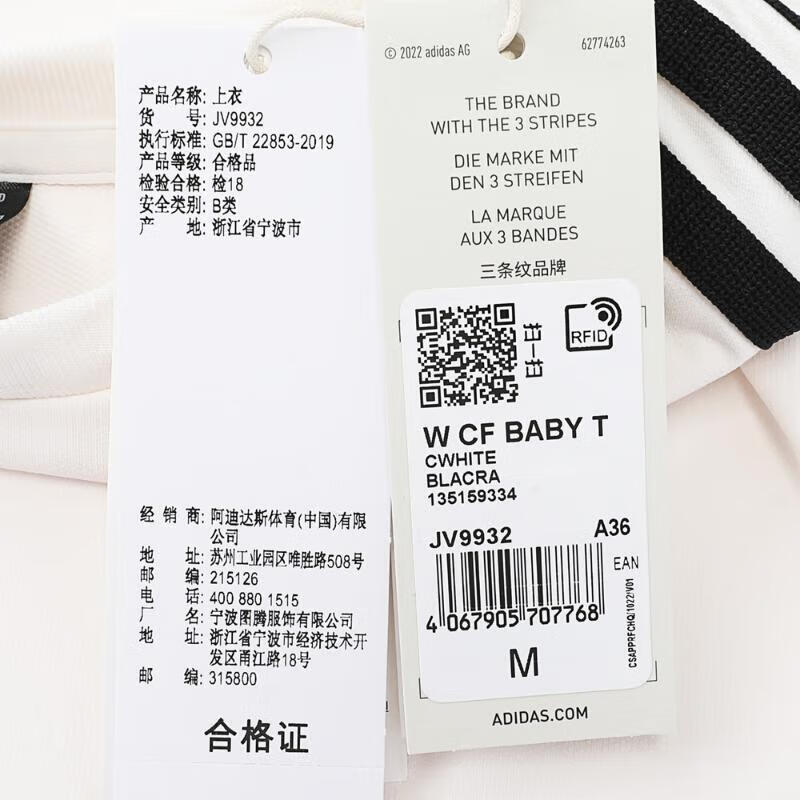 产品名称: 上衣
货 号: JV9932
执行标准: GB/T 22853-2019
产品等级: 合格品
检验合格: 检18
安全类别: B类
产 地: 浙江省宁波市
经 销 商: 阿迪达斯体育(中国)有限
公司
地 址: 苏州工业园区唯胜路508号
邮 编: 215126
电 话: 400 880 1515
厂 名: 宁波图腾服饰有限公司
地 址: 浙江省宁波市经济技术开
发区甬江路18号
邮 编: 315800
合格证
© 2022 adidas AG
62774263
THE BRAND
WITH THE 3 STRIPES
DIE MARKE MIT
DEN 3 STREIFEN
LA MARQUE
AUX 3 BANDES
三条纹品牌
扫一扫
RFID
W CF BABY T
CWHITE
BLACRA
135159334
JV9932 A36
EAN
4 067905 707768
CSAPPRFCHQ/1022/V01
M
ADIDAS.COM